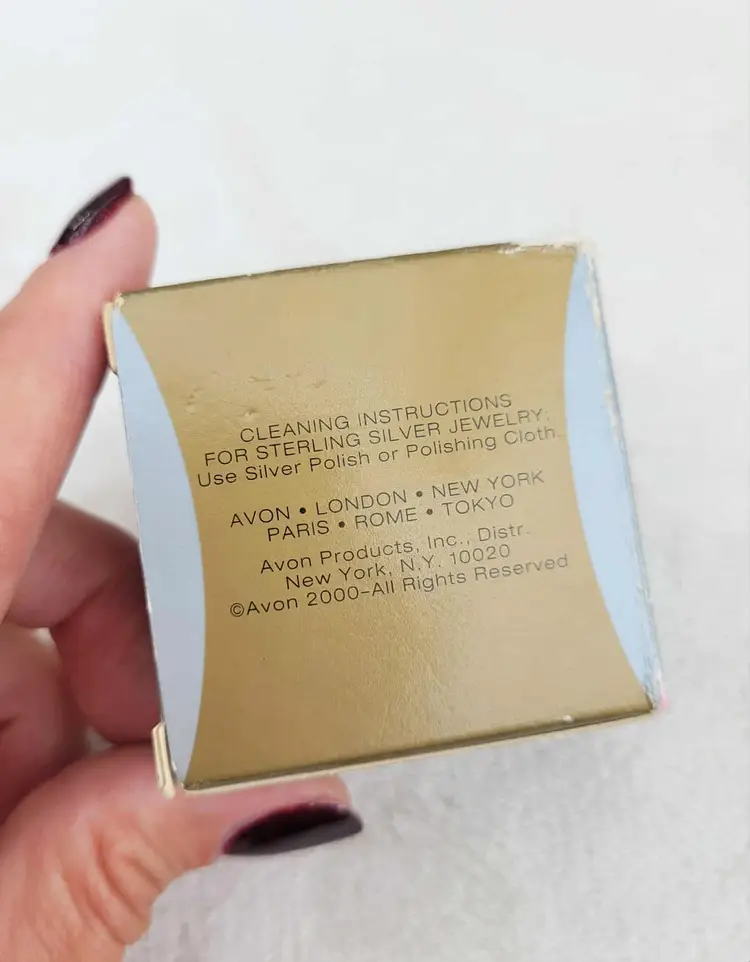 CLEANING INSTRUCTIONS
FOR STERLING SILVER JEWELRY:
Use Silver Polish or Polishing Cloth.
AVON • LONDON • NEW YORK
PARIS • ROME • TOKYO
Avon Products, Inc., Distr.
New York, N.Y. 10020
©Avon 2000–All Rights Reserved